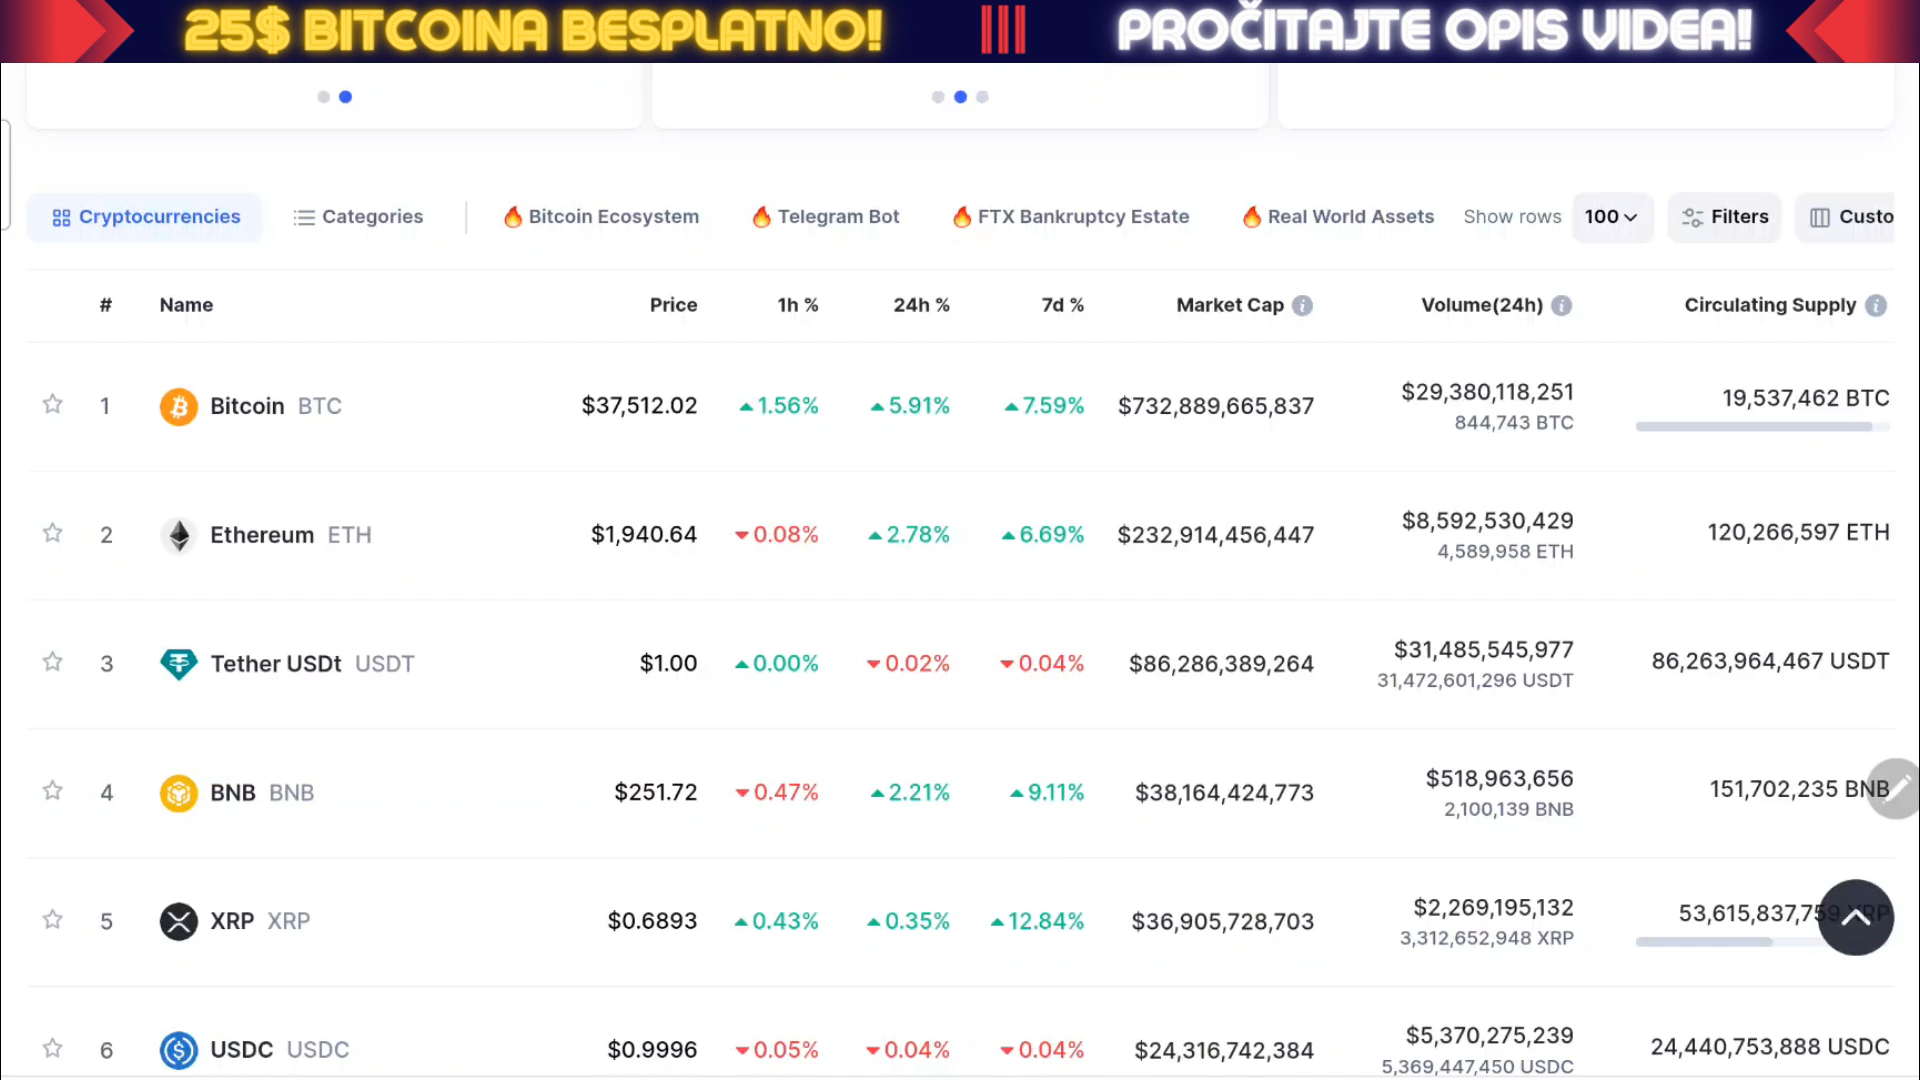 25$ BITCOINA BESPLATNO! PROČITAJTE OPIS VIDEA!
Cryptocurrencies Categories Bitcoin Ecosystem Telegram Bot FTX Bankruptcy Estate Real World Assets Show rows 100 Filters Custo
# Name Price 1h % 24h % 7d % Market Cap Volume(24h) Circulating Supply
1 Bitcoin BTC $37,512.02 1.56% 5.91% 7.59% $732,889,665,837 $29,380,118,251 19,537,462 BTC
844,743 BTC
2 Ethereum ETH $1,940.64 0.08% 2.78% 6.69% $232,914,456,447 $8,592,530,429 120,266,597 ETH
4,589,958 ETH
3 Tether USDt USDT $1.00 0.00% 0.02% 0.04% $86,286,389,264 $31,485,545,977 86,263,964,467 USDT
31,472,601,296 USDT
4 BNB BNB $251.72 0.47% 2.21% 9.11% $38,164,424,773 $518,963,656 151,702,235 BNB
2,100,139 BNB
5 XRP XRP $0.6893 0.43% 0.35% 12.84% $36,905,728,703 $2,269,195,132 53,615,837,759 XRP
3,312,652,948 XRP
6 USDC USDC $0.9996 0.05% 0.04% 0.04% $24,316,742,384 $5,370,275,239 24,440,753,888 USDC
5,369,447,450 USDC